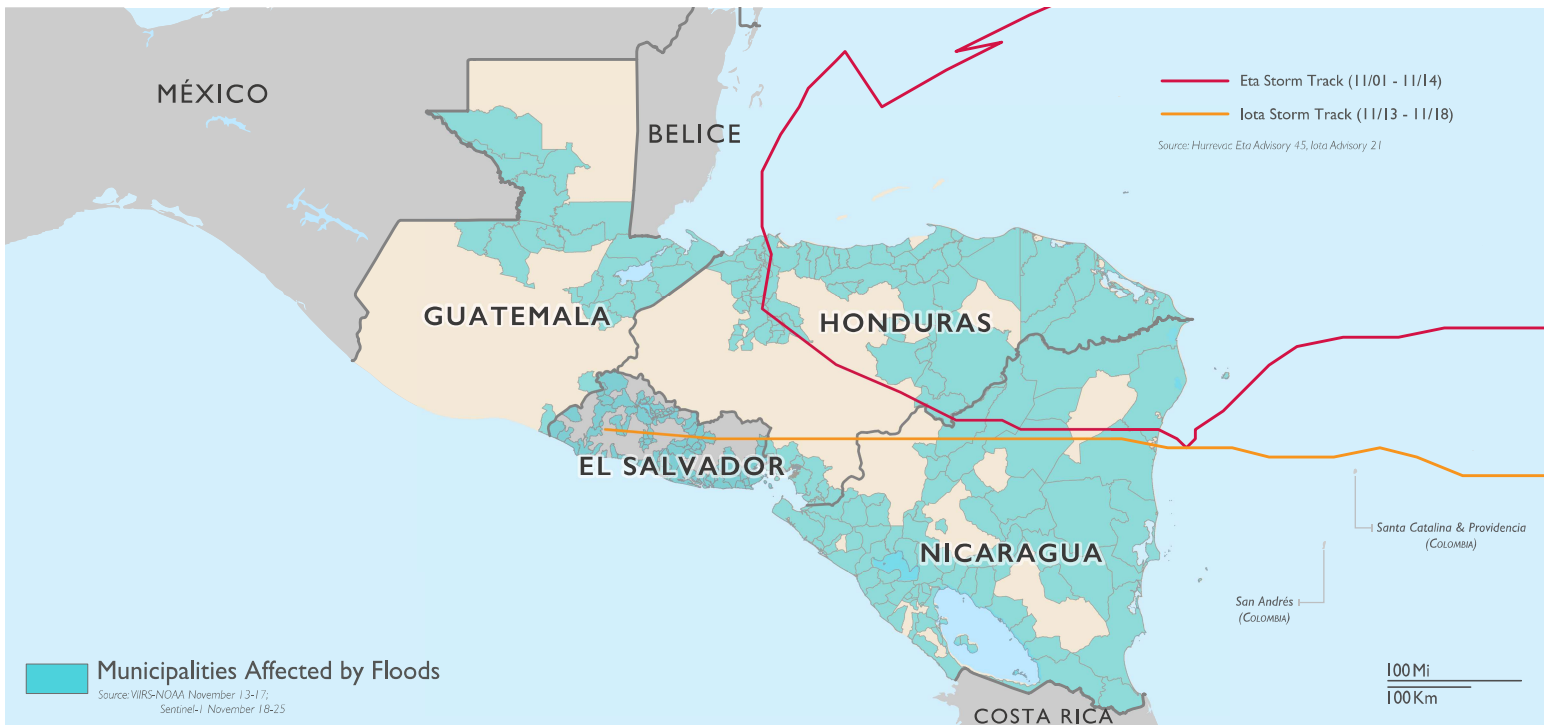 MÉXICO
BELICE
GUATEMALA
HONDURAS
EL SALVADOR
NICARAGUA
COSTA RICA
Eta Storm Track (11/01 - 11/14)
Iota Storm Track (11/13 - 11/18)
Source: Hurrevac Eta Advisory 45, Iota Advisory 21
Santa Catalina & Providencia
(COLOMBIA)
San Andrés
(COLOMBIA)
Municipalities Affected by Floods
Source: VIIRS-NOAA November 13-17;
Sentinel-1 November 18-25
100 Mi
100 Km